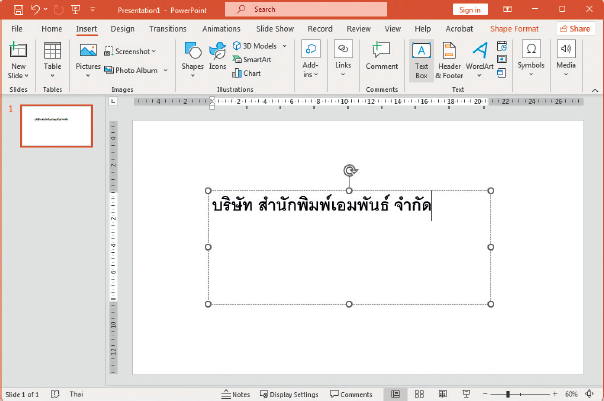 Presentation1 - PowerPoint
Search
Sign in
File Home Insert Design Transitions Animations Slide Show Record Review View Help Acrobat Shape Format Share
New Slide
Table
Pictures
Screenshot
Photo Album
Shapes
Icons
3D Models
SmartArt
Chart
Add-ins
Links
Comment
Text Box
Header & Footer
WordArt
Symbols
Media
Slides Tables Images Illustrations Comments Text
1
บริษัท สำนักพิมพ์เอมพันธ์ จำกัด
Slide 1 of 1 Thai Notes Display Settings Comments 60%